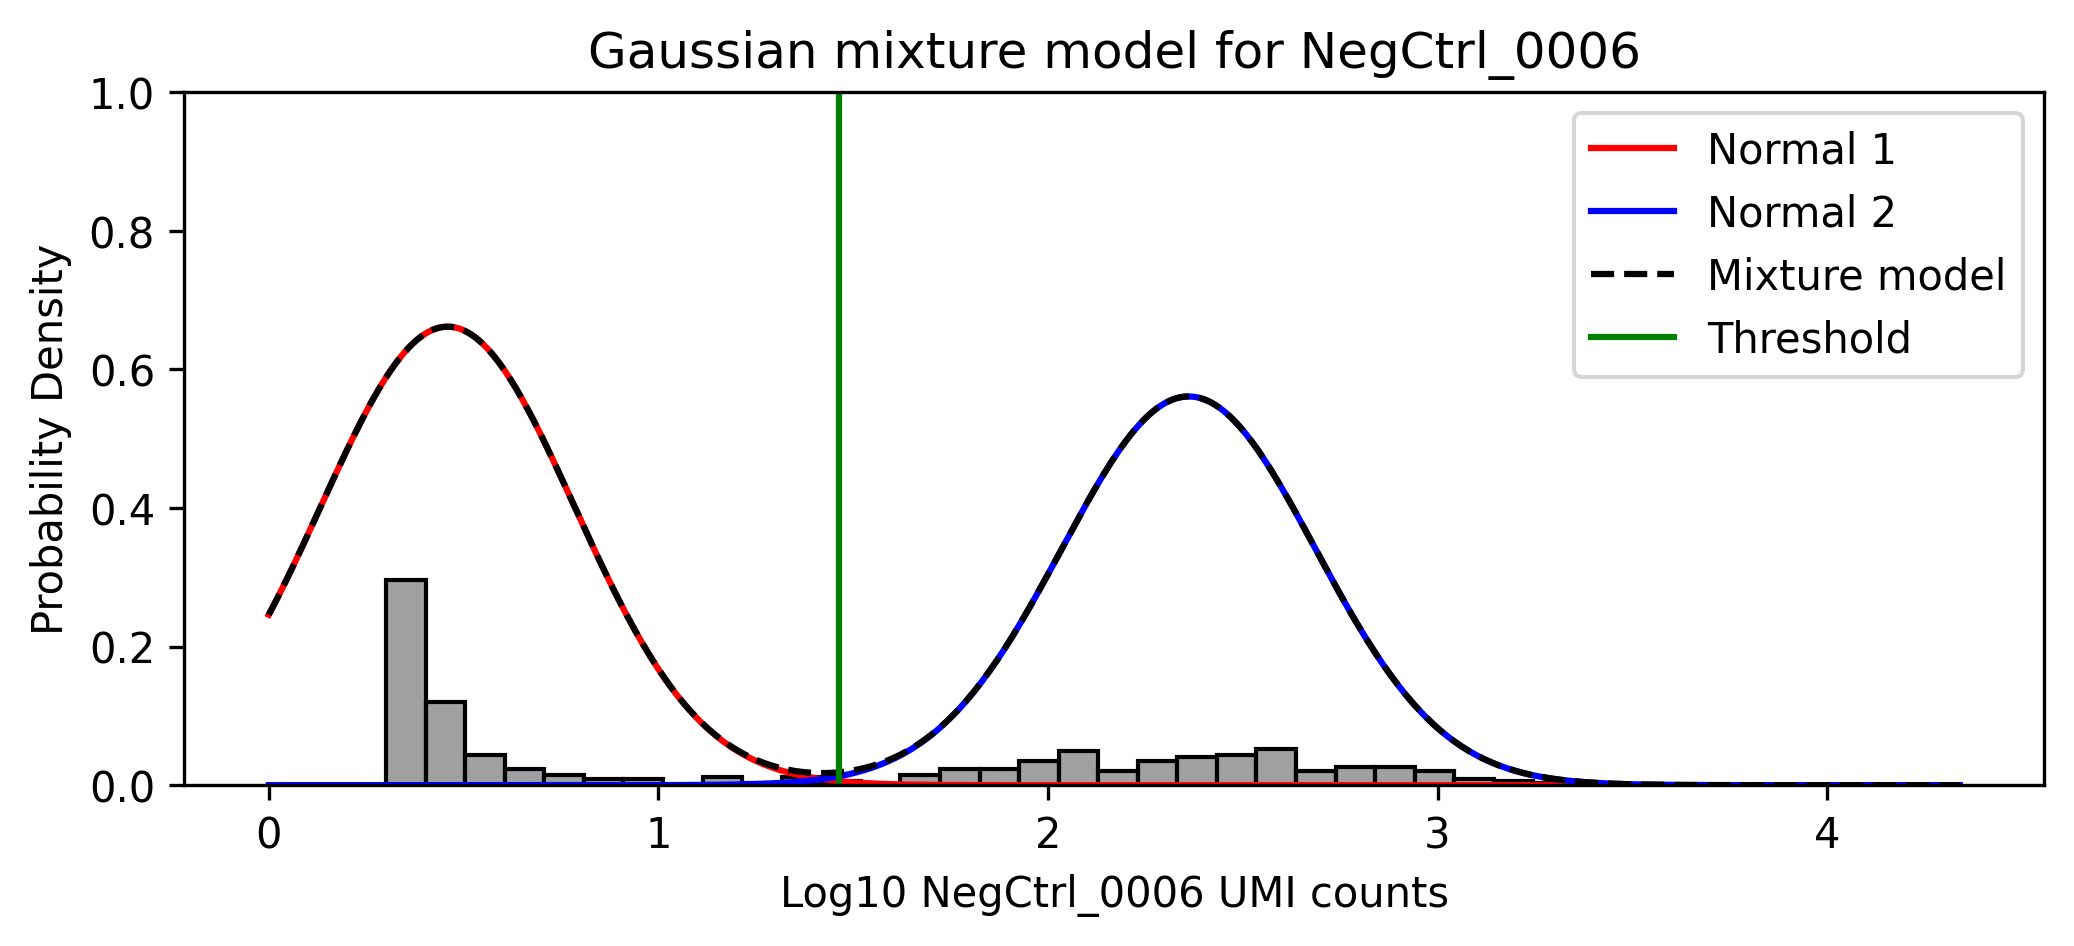 Gaussian mixture model for NegCtrl_0006
Probability Density
1.0
0.8
0.6
0.4
0.2
0.0
0
1
2
3
4
Log10 NegCtrl_0006 UMI counts
Normal 1
Normal 2
Mixture model
Threshold